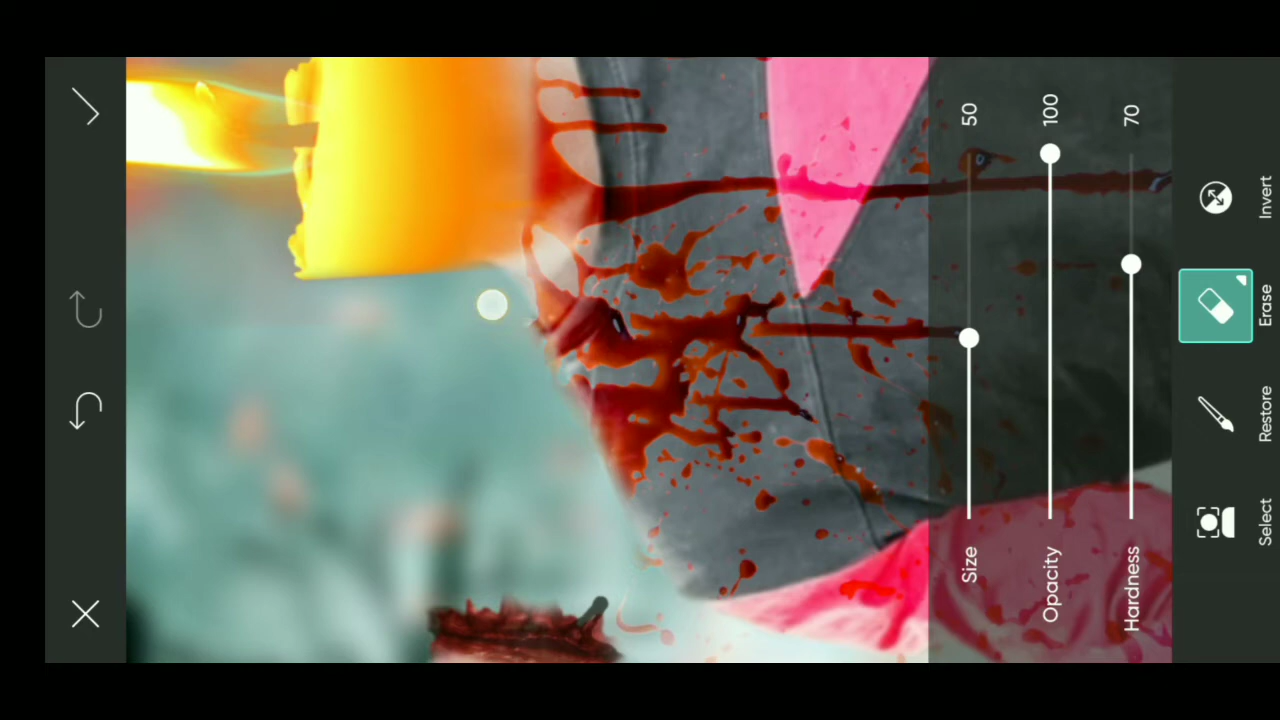 Size 50
Opacity 100
Hardness 70
Select
Restore
Erase
Invert